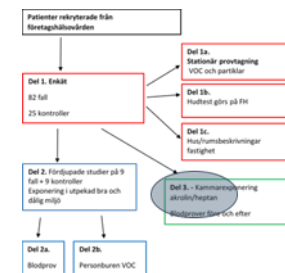 Patienter rekryterade från
företagshälsovården
Del 1. Enkät
82 fall
25 kontroller
Del 1a.
Stationär provtagning
VOC och partiklar
Del 1b.
Hudtest görs på FH
Del 1c.
Hus/rumsbeskrivningar
fastighet
Del 2. Fördjupade studier på 9
fall + 9 kontroller
Exponering i utpekad bra och
dålig miljö
Del 3. - Kammarexponering
akrolin/heptan
Blodprover före och efter
Del 2a.
Blodprov
Del 2b.
Personburen VOC